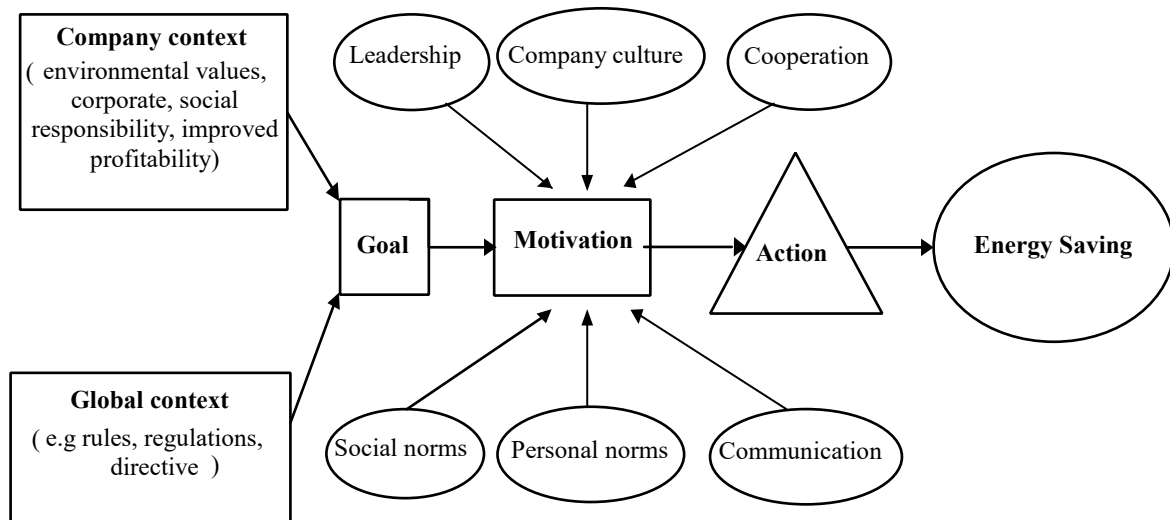 Company context
( environmental values,
corporate, social
responsibility, improved
profitability)
Leadership
Company culture
Cooperation
Goal
Motivation
Action
Energy Saving
Global context
( e.g rules, regulations,
directive )
Social norms
Personal norms
Communication